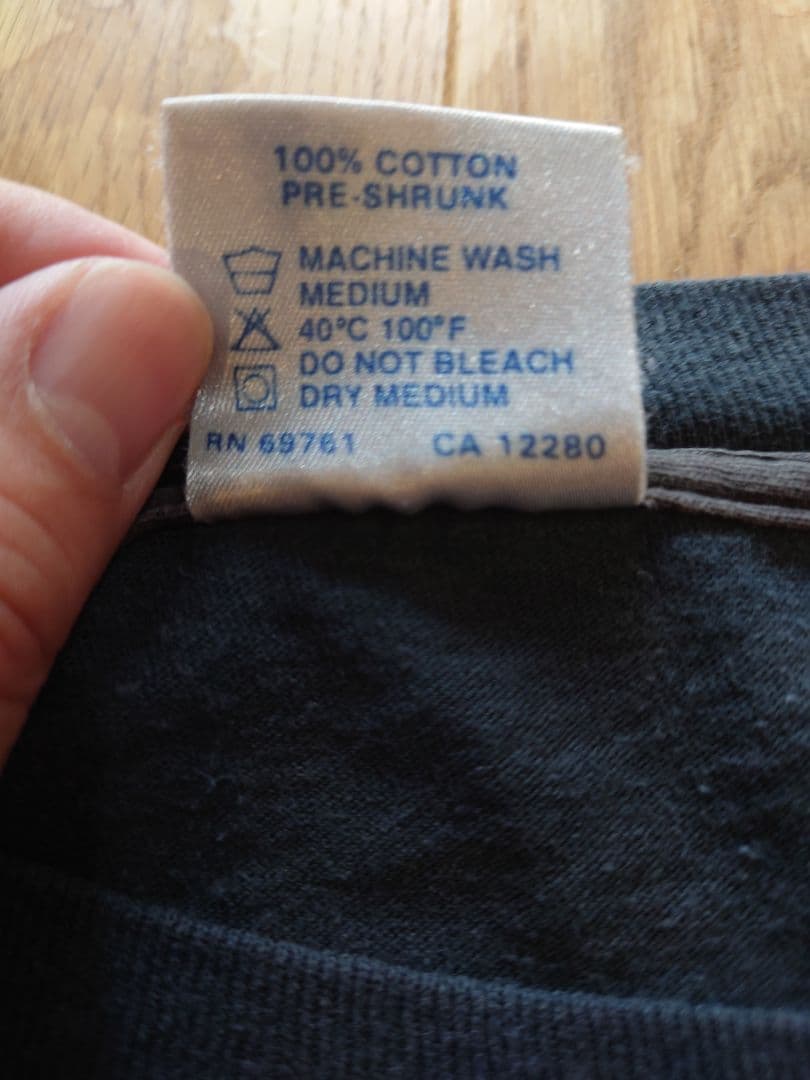 100% COTTON
PRE-SHRUNK
MACHINE WASH
MEDIUM
40°C 100°F
DO NOT BLEACH
DRY MEDIUM
RN 69761 CA 12280